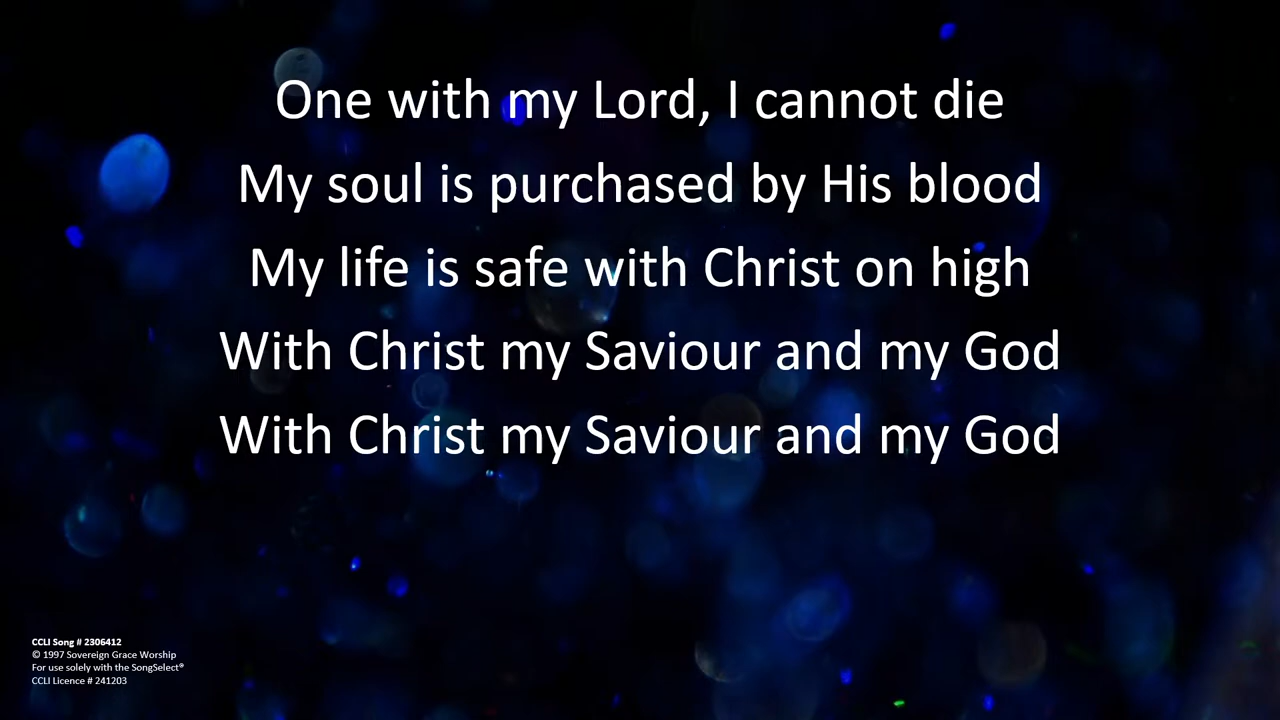 One with my Lord, I cannot die
My soul is purchased by His blood
My life is safe with Christ on high
With Christ my Saviour and my God
With Christ my Saviour and my God
CCLI Song # 2306412
© 1997 Sovereign Grace Worship
For use solely with the SongSelect®
CCLI Licence # 241203